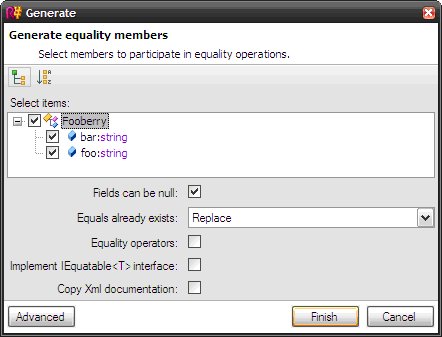 Generate
Generate equality members
Select members to participate in equality operations.
Select items:
Fooberry
bar:string
foo:string
Fields can be null:
Equals already exists: Replace
Equality operators:
Implement IEquatable<T> interface:
Copy Xml documentation:
Advanced Finish Cancel